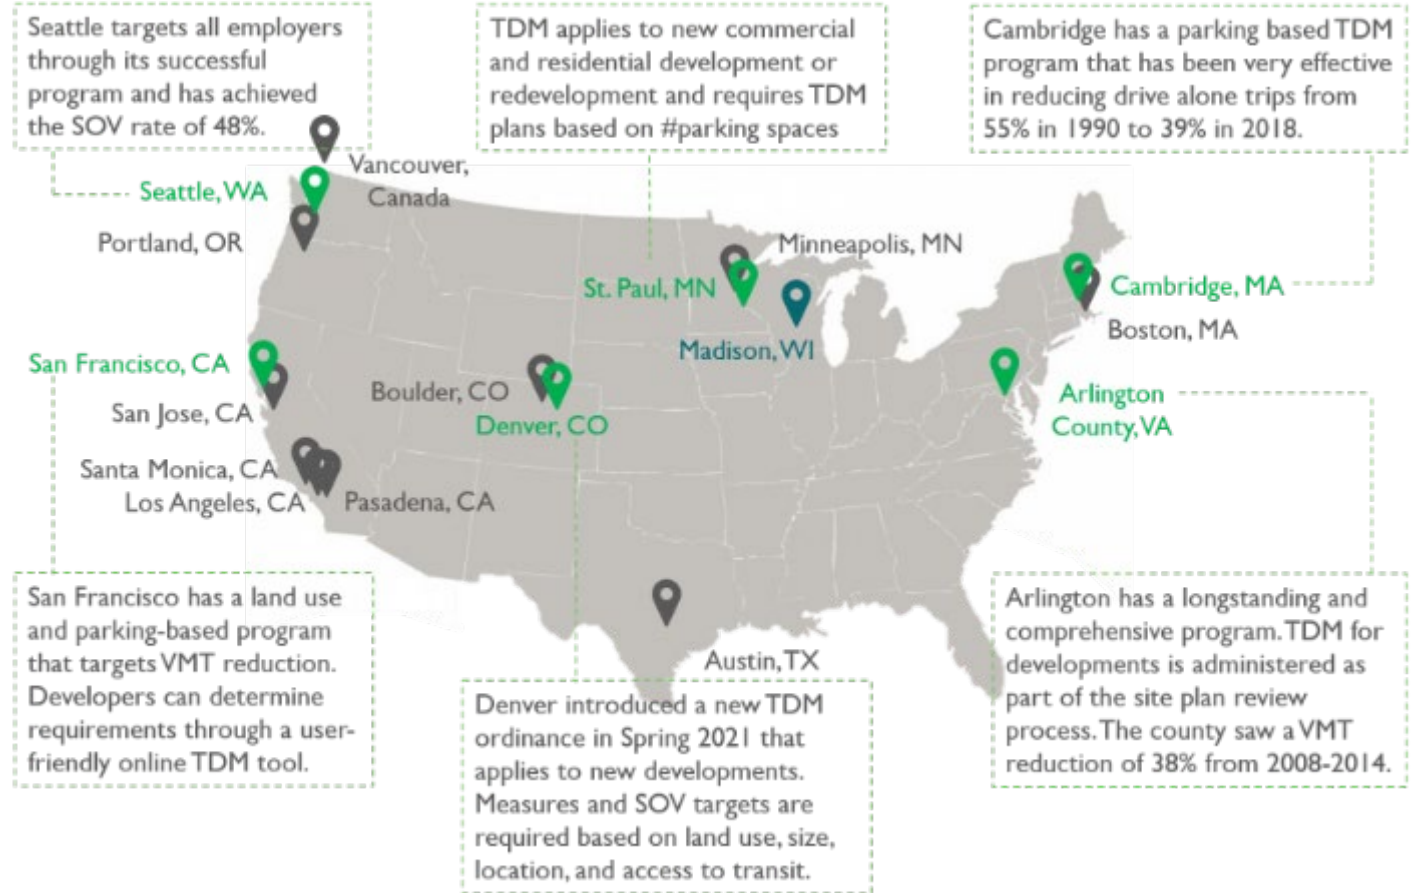 Seattle targets all employers
through its successful
program and has achieved
the SOV rate of 48%.
TDM applies to new commercial
and residential development or
redevelopment and requires TDM
plans based on #parking spaces
Cambridge has a parking based TDM
program that has been very effective
in reducing drive alone trips from
55% in 1990 to 39% in 2018.
Vancouver,
Canada
Seattle, WA
Portland, OR
Minneapolis, MN
St. Paul, MN
Cambridge, MA
Boston, MA
Madison, WI
San Francisco, CA
San Jose, CA
Boulder, CO
Denver, CO
Arlington
County, VA
Santa Monica, CA
Los Angeles, CA
Pasadena, CA
Austin, TX
San Francisco has a land use
and parking-based program
that targets VMT reduction.
Developers can determine
requirements through a user-
friendly online TDM tool.
Denver introduced a new TDM
ordinance in Spring 2021 that
applies to new developments.
Measures and SOV targets are
required based on land use, size,
location, and access to transit.
Arlington has a longstanding and
comprehensive program. TDM for
developments is administered as
part of the site plan review
process. The county saw a VMT
reduction of 38% from 2008-2014.